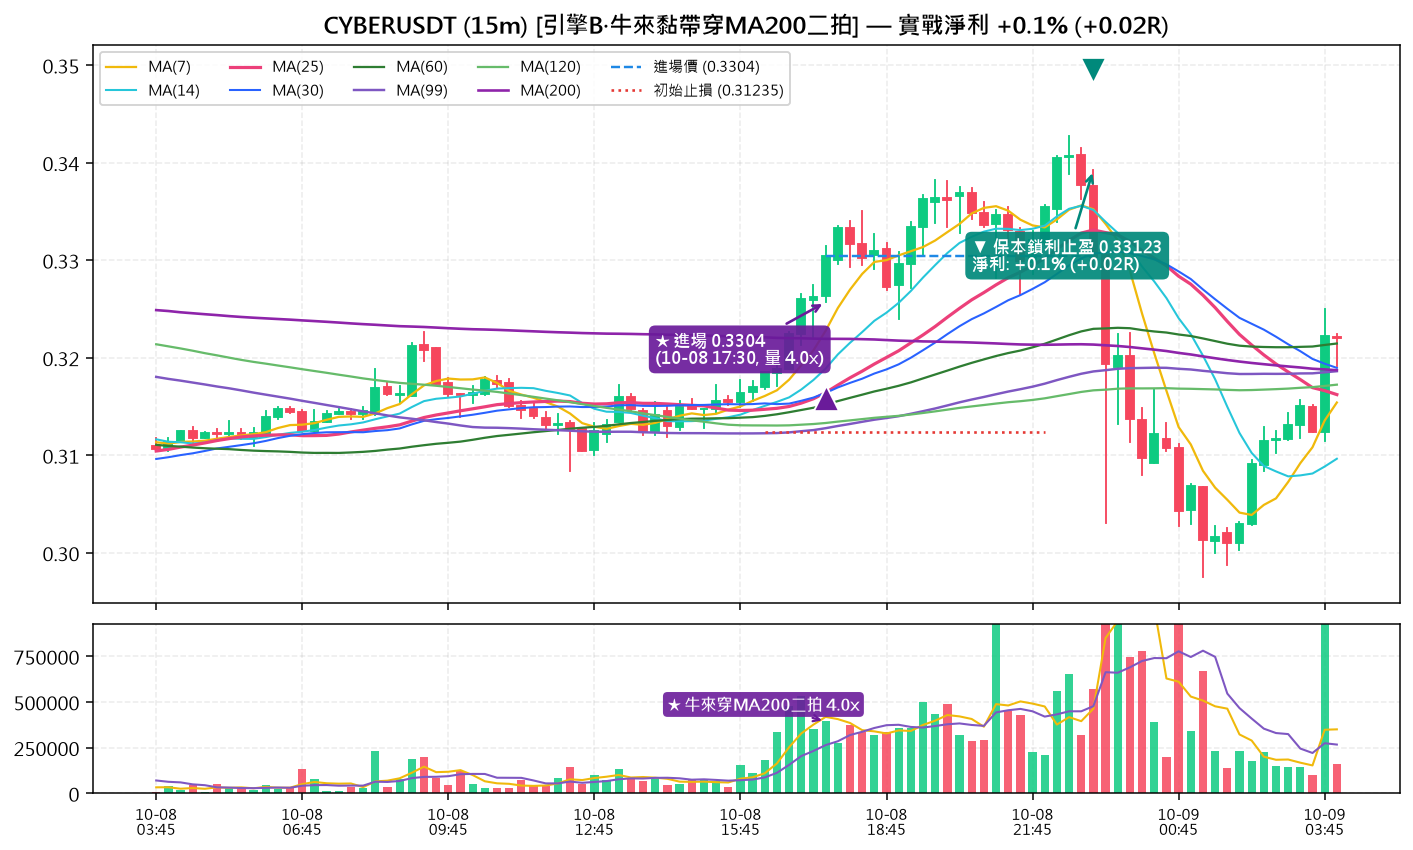 CYBERUSDT (15m) [引擎B·牛來黏帶穿MA200二拍] — 實戰淨利 +0.1% (+0.02R)
MA(7)
MA(14)
MA(25)
MA(30)
MA(60)
MA(99)
MA(120)
MA(200)
進場價 (0.3304)
初始止損 (0.31235)
0.35
0.34
0.33
0.32
0.31
0.30
▼ 保本鎖利止盈 0.33123
淨利: +0.1% (+0.02R)
★ 進場 0.3304
(10-08 17:30, 量 4.0x)
★ 牛來穿MA200二拍 4.0x
750000
500000
250000
0
10-08
03:45
10-08
06:45
10-08
09:45
10-08
12:45
10-08
15:45
10-08
18:45
10-08
21:45
10-09
00:45
10-09
03:45